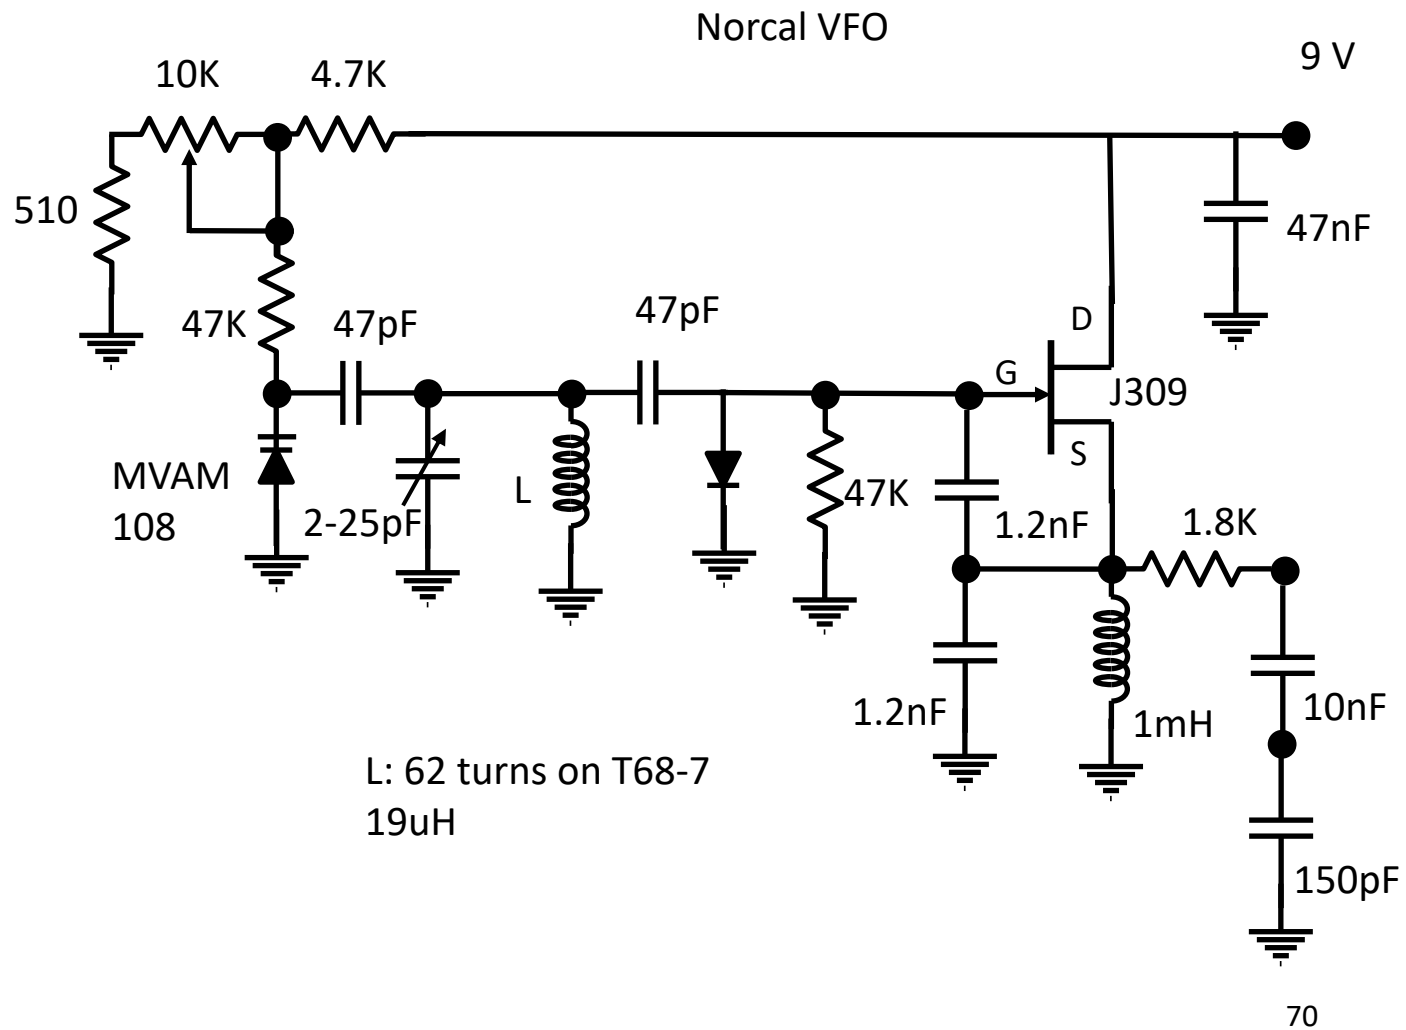 Norcal VFO
9 V
10K
4.7K
510
47nF
47K
47pF
47pF
D
G
J309
S
MVAM
108
2-25pF
L
47K
1.2nF
1.8K
1.2nF
1mH
10nF
L: 62 turns on T68-7
19uH
150pF
70